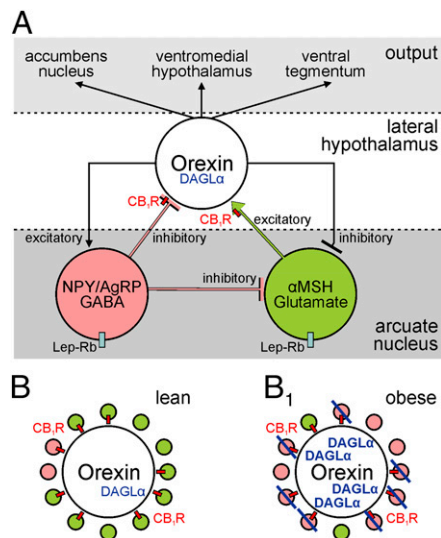 A
output
accumbens
nucleus
ventromedial
hypothalamus
ventral
tegmentum
lateral
hypothalamus
Orexin
DAGLα
CB1R
CB1R
excitatory
excitatory
inhibitory
inhibitory
inhibitory
NPY/AgRP
GABA
αMSH
Glutamate
Lep-Rb
Lep-Rb
arcuate
nucleus
B
lean
CB1R
Orexin
DAGLα
CB1R
B1
obese
CB1R
DAGLα
DAGLα
Orexin
DAGLα
DAGLα
CB1R